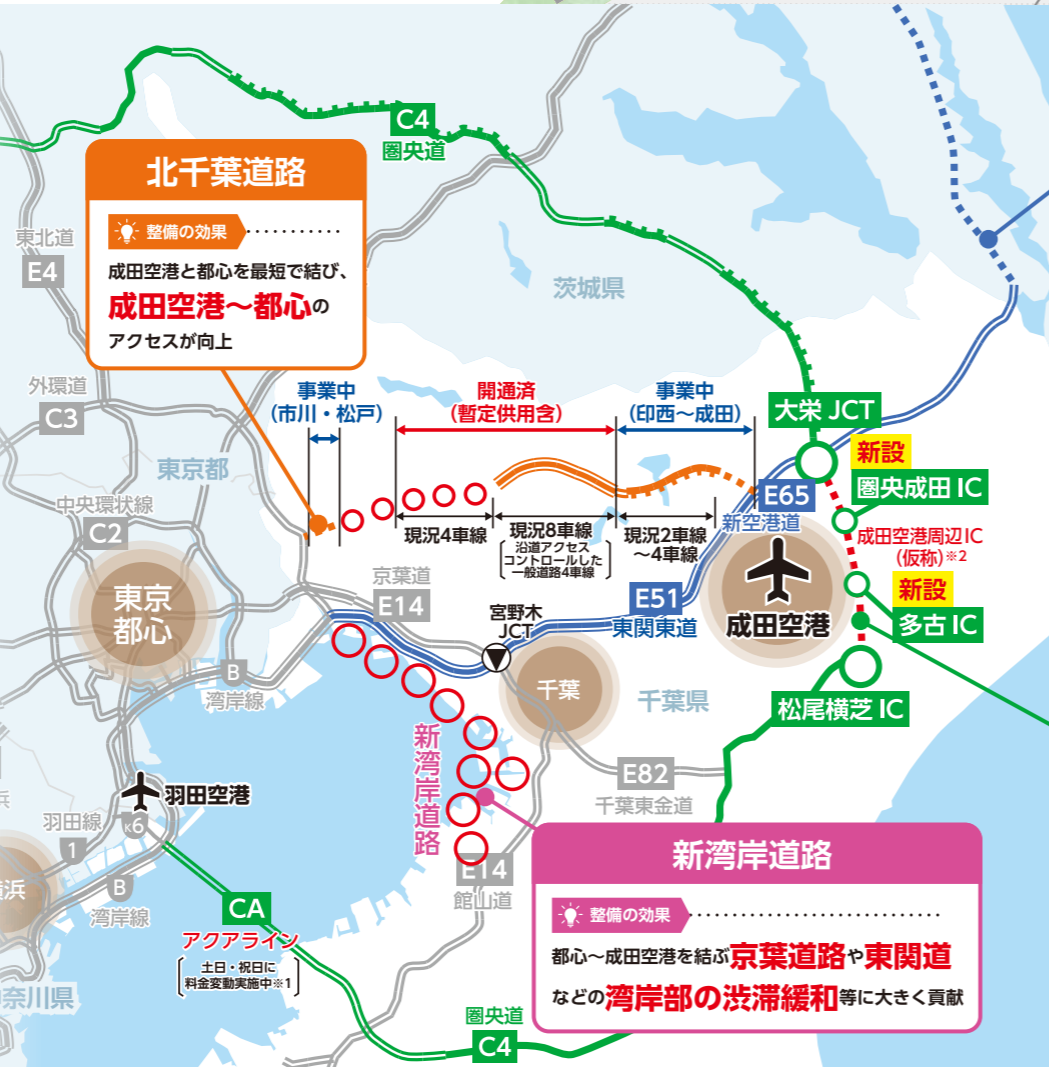 C4
圏央道
北千葉道路
整備の効果
成田空港と都心を最短で結び、
成田空港〜都心の
アクセスが向上
東北道
E4
茨城県
外環道
C3
東京都
中央環状線
C2
東京
都心
事業中
（市川・松戸）
開通済
（暫定供用含）
事業中
（印西〜成田）
現況4車線
現況8車線
沿道アクセス
コントロールした
一般道路4車線
現況2車線
〜4車線
大栄 JCT
新設
圏央成田 IC
E65
新空港道
成田空港周辺IC
（仮称）※2
新設
多古 IC
成田空港
松尾横芝 IC
京葉道
E14
宮野木
JCT
E51
東関東道
千葉
千葉県
B
湾岸線
新湾岸道路
E82
千葉東金道
羽田空港
羽田線
K6
1
浜
横浜
B
湾岸線
E14
館山道
CA
アクアライン
土日・祝日に
料金変動実施中※1
奈川県
圏央道
C4
新湾岸道路
整備の効果
都心〜成田空港を結ぶ京葉道路や東関道
などの湾岸部の渋滞緩和等に大きく貢献